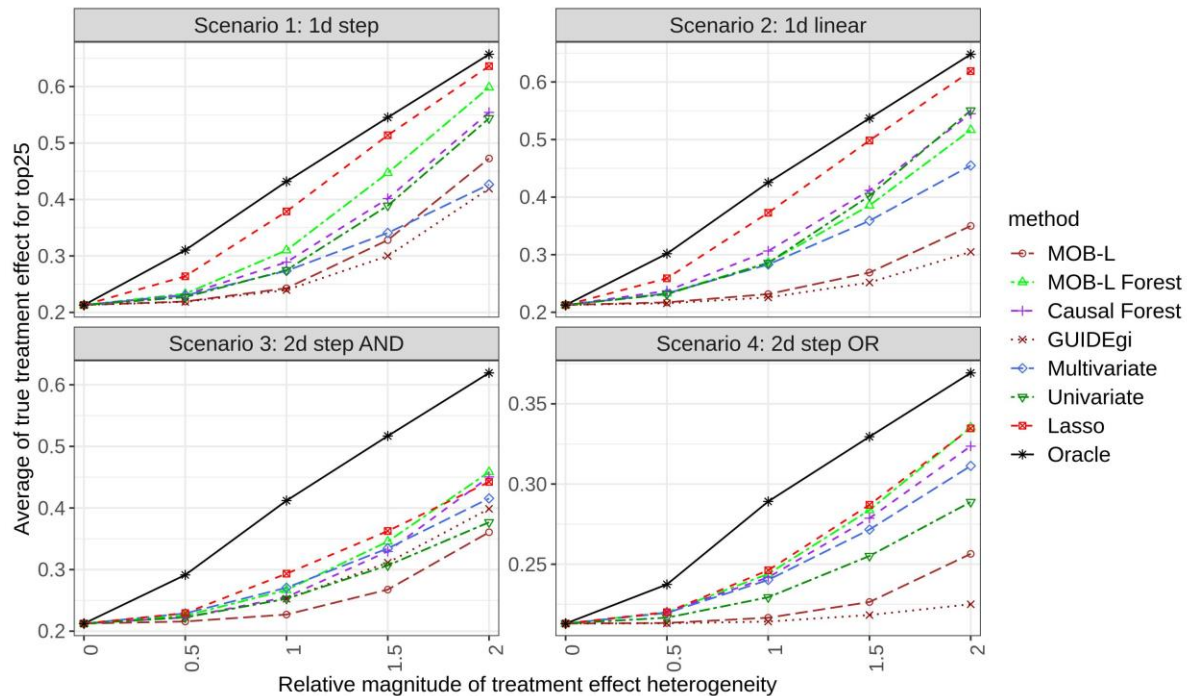 Scenario 1: 1d step
Scenario 2: 1d linear
0.6
0.5
0.4
0.3
0.2
0.6
0.5
0.4
0.3
0.2
Scenario 3: 2d step AND
Scenario 4: 2d step OR
0.6
0.5
0.4
0.3
0.2
0.35
0.30
0.25
0
0.5
1
1.5
2
0
0.5
1
1.5
2
Average of true treatment effect for top25
Relative magnitude of treatment effect heterogeneity
method
MOB-L
MOB-L Forest
Causal Forest
GUIDEgi
Multivariate
Univariate
Lasso
Oracle